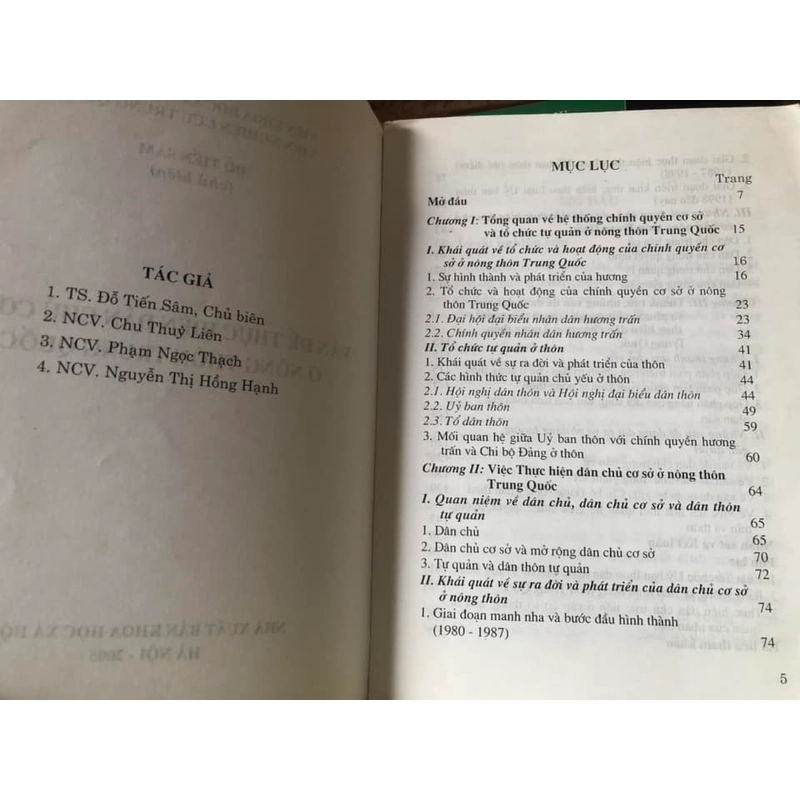 TÁC GIẢ
1. TS. Đỗ Tiến Sâm, Chủ biên
2. NCV. Chu Thuỳ Liên
3. NCV. Phạm Ngọc Thạch
4. NCV. Nguyễn Thị Hồng Hạnh
MỤC LỤC
Trang
Mở đầu 7
Chương I: Tổng quan về hệ thống chính quyền cơ sở
và tổ chức tự quản ở nông thôn Trung Quốc 15
I. Khái quát về tổ chức và hoạt động của chính quyền cơ
sở ở nông thôn Trung Quốc 16
1. Sự hình thành và phát triển của hương 16
2. Tổ chức và hoạt động của chính quyền cơ sở ở nông
thôn Trung Quốc 23
2.1. Đại hội đại biểu nhân dân hương trấn 23
2.2. Chính quyền nhân dân hương trấn 34
II. Tổ chức tự quản ở thôn 41
1. Khái quát về sự ra đời và phát triển của thôn 41
2. Các hình thức tự quản chủ yếu ở thôn 44
2.1. Hội nghị dân thôn và Hội nghị đại biểu dân thôn 44
2.2. Uỷ ban thôn 49
2.3. Tổ dân thôn 59
3. Mối quan hệ giữa Uỷ ban thôn với chính quyền hương
trấn và Chi bộ Đảng ở thôn 60
Chương II: Việc Thực hiện dân chủ cơ sở ở nông thôn
Trung Quốc 64
I. Quan niệm về dân chủ, dân chủ cơ sở và dân thôn
tự quản 65
1. Dân chủ 65
2. Dân chủ cơ sở và mở rộng dân chủ cơ sở 70
3. Tự quản và dân thôn tự quản 72
II. Khái quát về sự ra đời và phát triển của dân chủ cơ sở
ở nông thôn 74
1. Giai đoạn manh nha và bước đầu hình thành
(1980 - 1987) 74
5